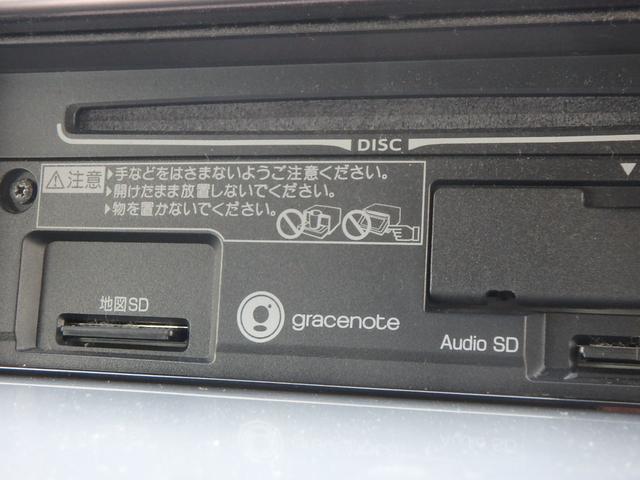 DISC
注意
手などをはさまないようご注意ください。
開けたまま放置しないでください。
物を置かないでください。
地図SD
gracenote
Audio SD